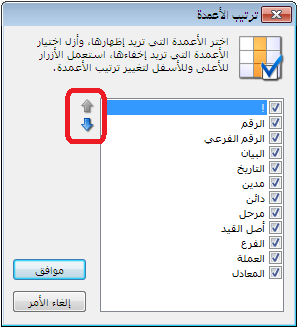 ترتيب الأعمدة
اختر الأعمدة التي تريد إظهارها، وأزل اختيار
الأعمدة التي تريد إخفاءها، استعمل الأزرار
للأعلى وللأسفل لتغيير ترتيب الأعمدة.
!
الرقم
الرقم الفرعي
البيان
التاريخ
مدين
دائن
مرحل
أصل القيد
الفرع
العملة
المعادل
موافق
إلغاء الأمر